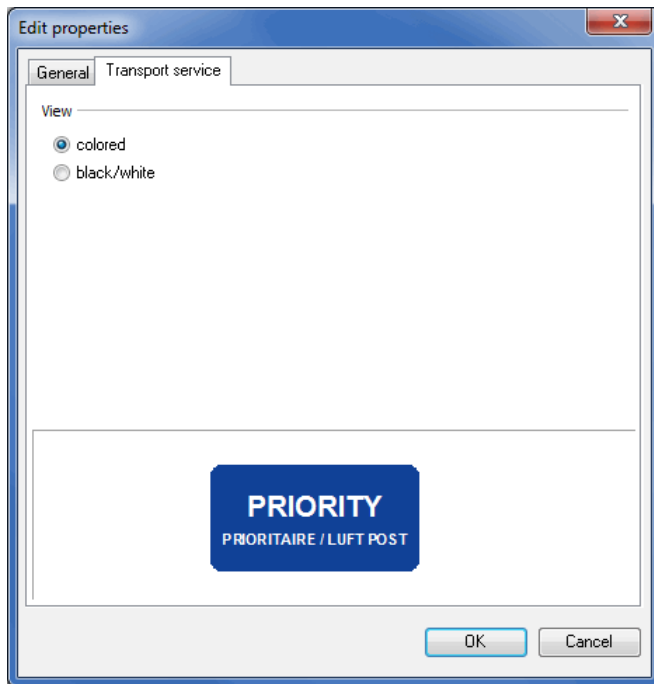 Edit properties
General
Transport service
View
colored
black/white
PRIORITY
PRIORITAIRE / LUFT POST
OK
Cancel